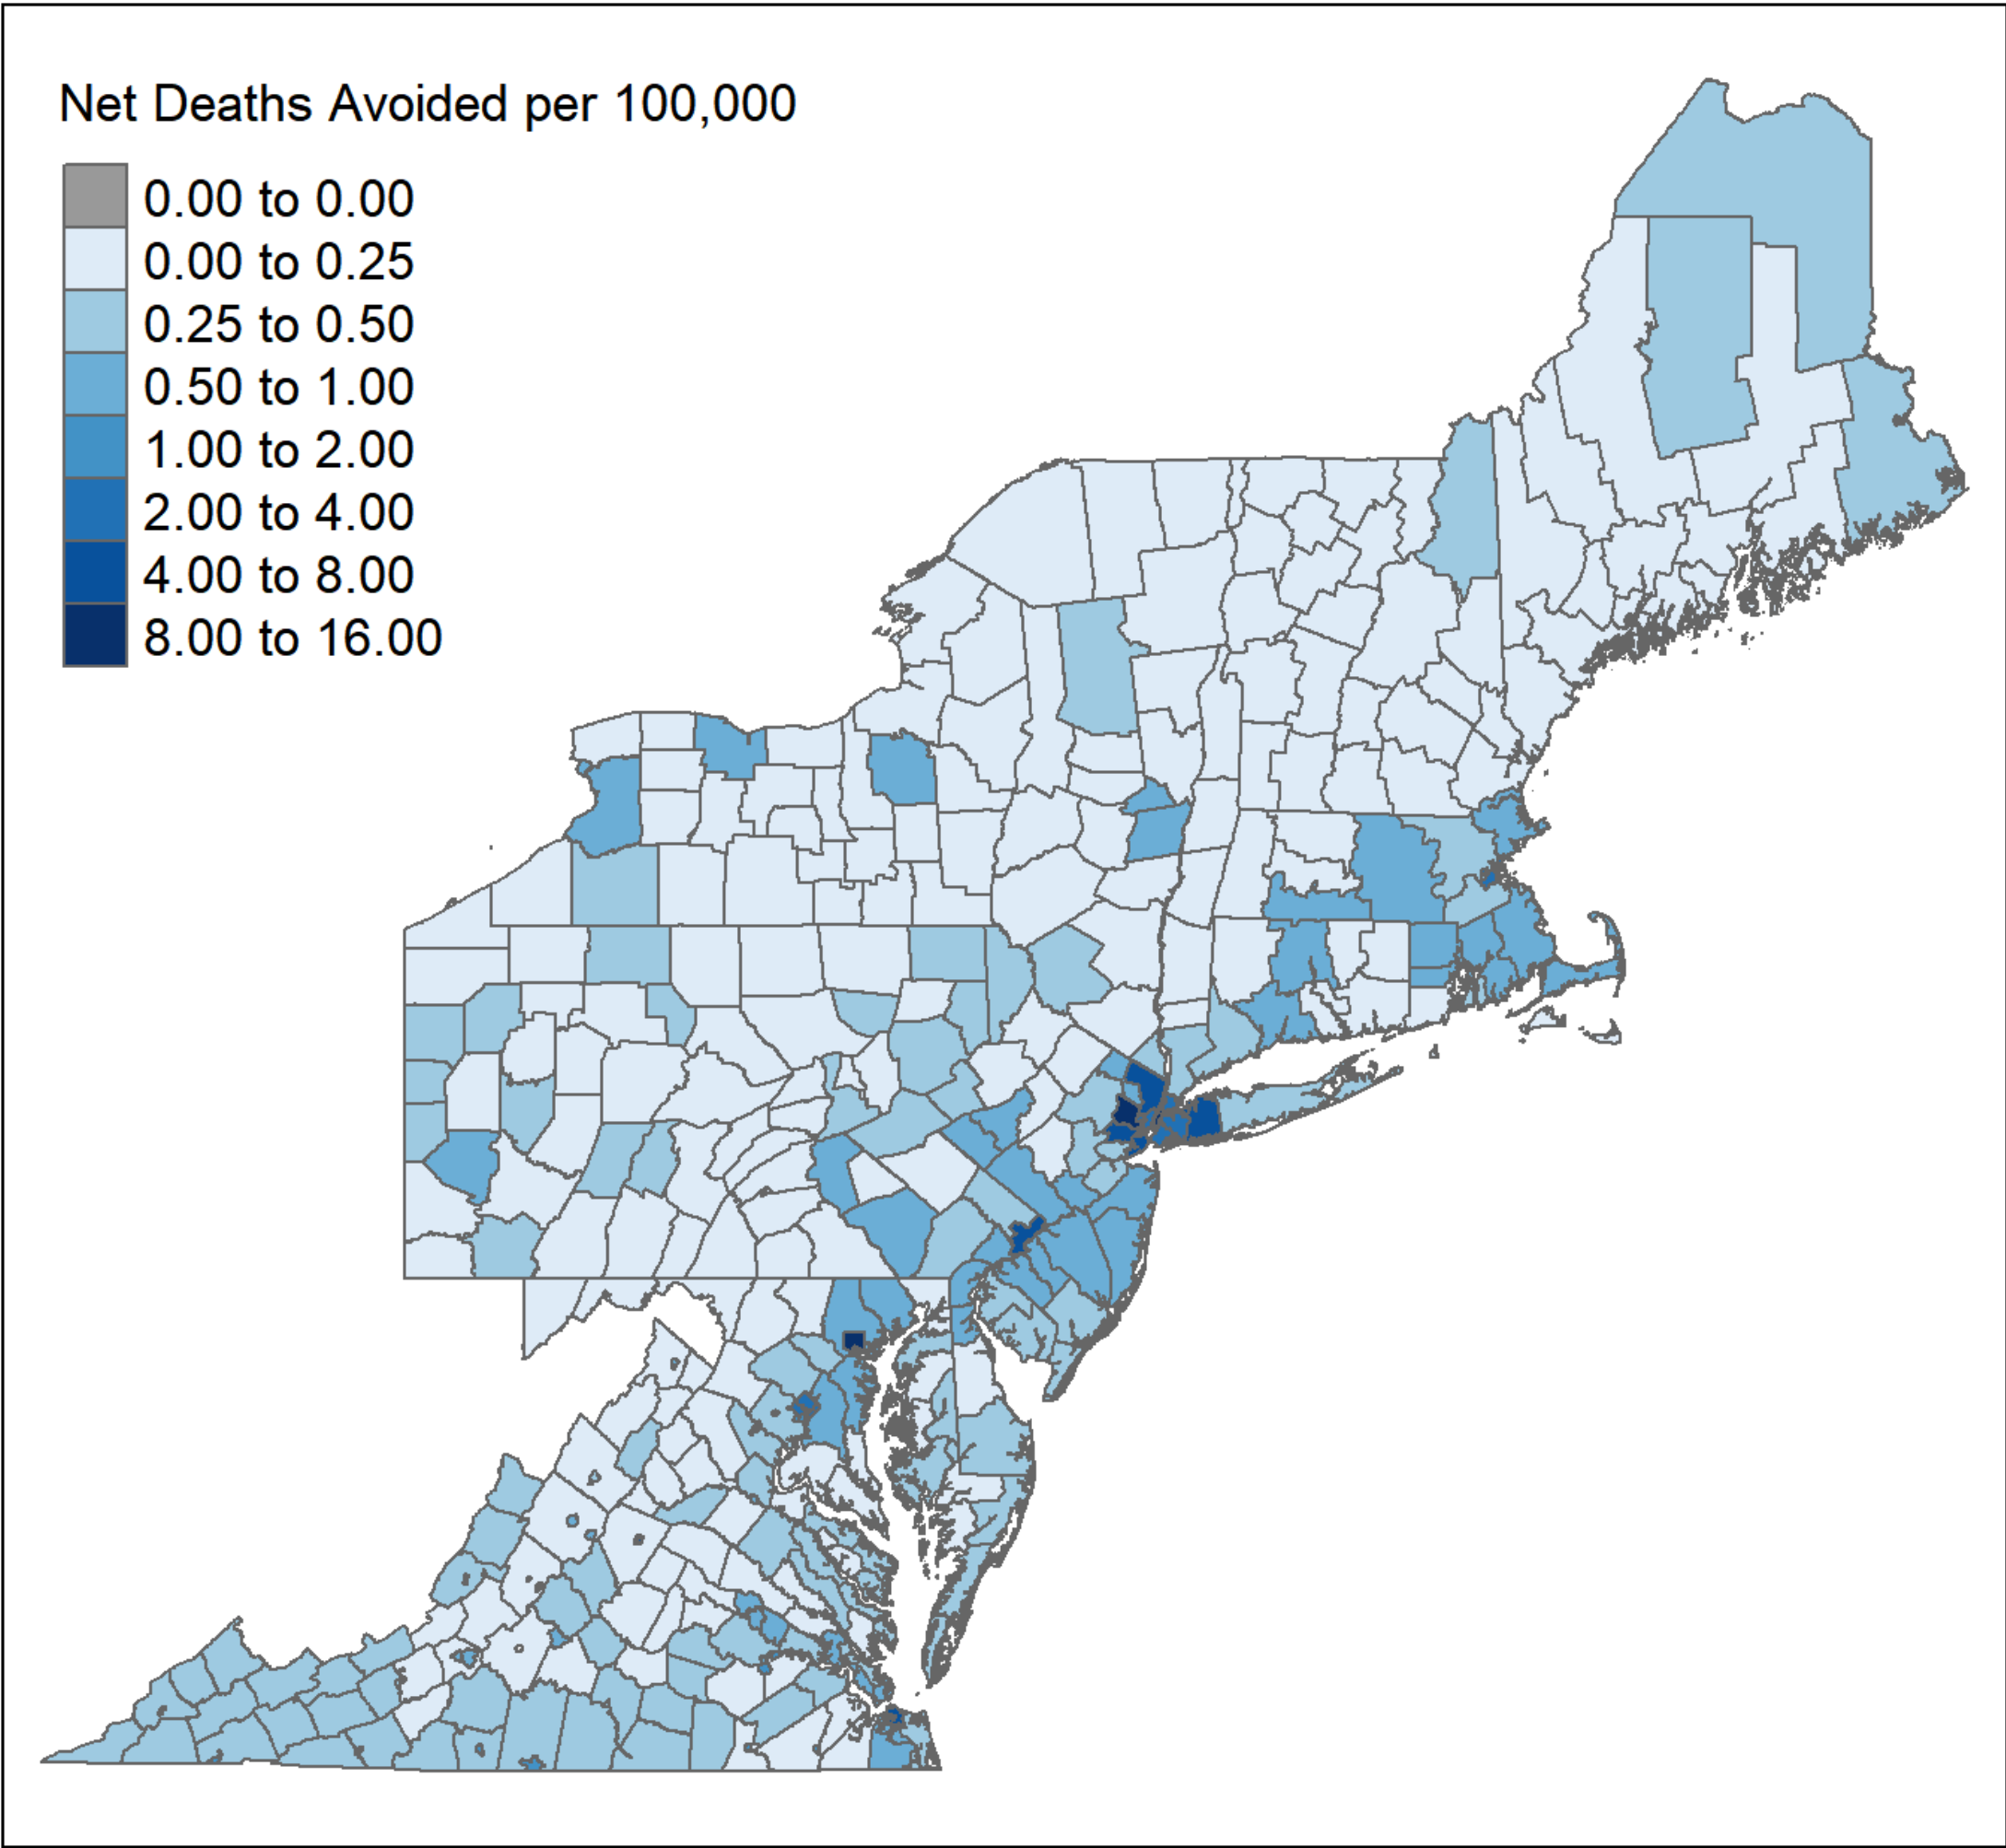 Net Deaths Avoided per 100,000
0.00 to 0.00
0.00 to 0.25
0.25 to 0.50
0.50 to 1.00
1.00 to 2.00
2.00 to 4.00
4.00 to 8.00
8.00 to 16.00